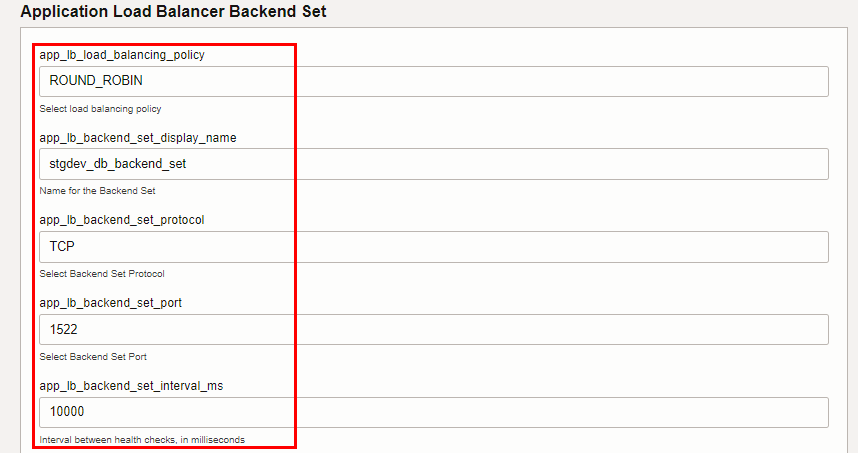 Application Load Balancer Backend Set
app_lb_load_balancing_policy
ROUND_ROBIN
Select load balancing policy
app_lb_backend_set_display_name
stgdev_db_backend_set
Name for the Backend Set
app_lb_backend_set_protocol
TCP
Select Backend Set Protocol
app_lb_backend_set_port
1522
Select Backend Set Port
app_lb_backend_set_interval_ms
10000
Interval between health checks, in milliseconds